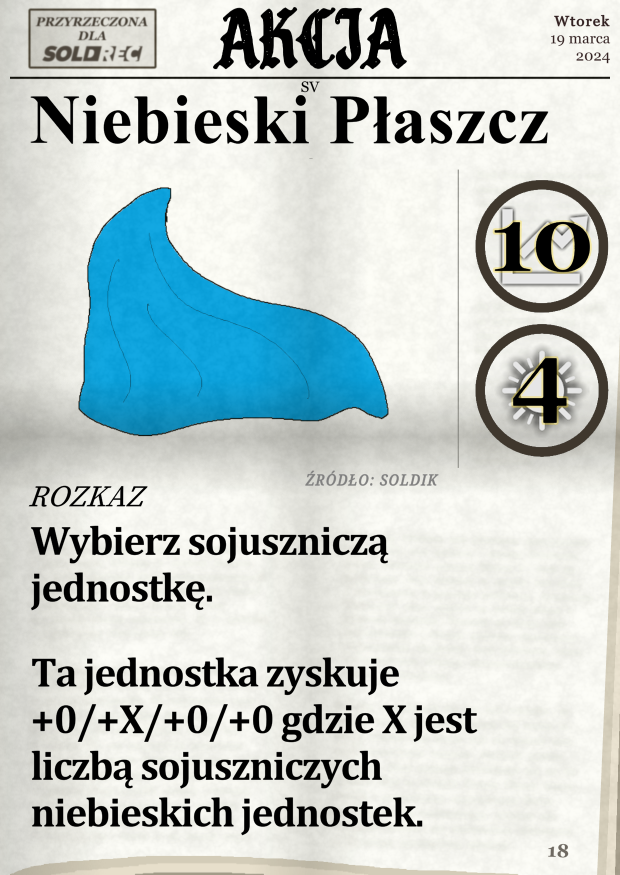 PRZYRZECZONA
DLA
SOLDREC
AKCJA
Wtorek
19 marca
2024
SV
Niebieski Płaszcz
10
4
ŹRÓDŁO: SOLDIK
ROZKAZ
Wybierz sojuszniczą
jednostkę.
Ta jednostka zyskuje
+0/+X/+0/+0 gdzie X jest
liczbą sojuszniczych
niebieskich jednostek.
18